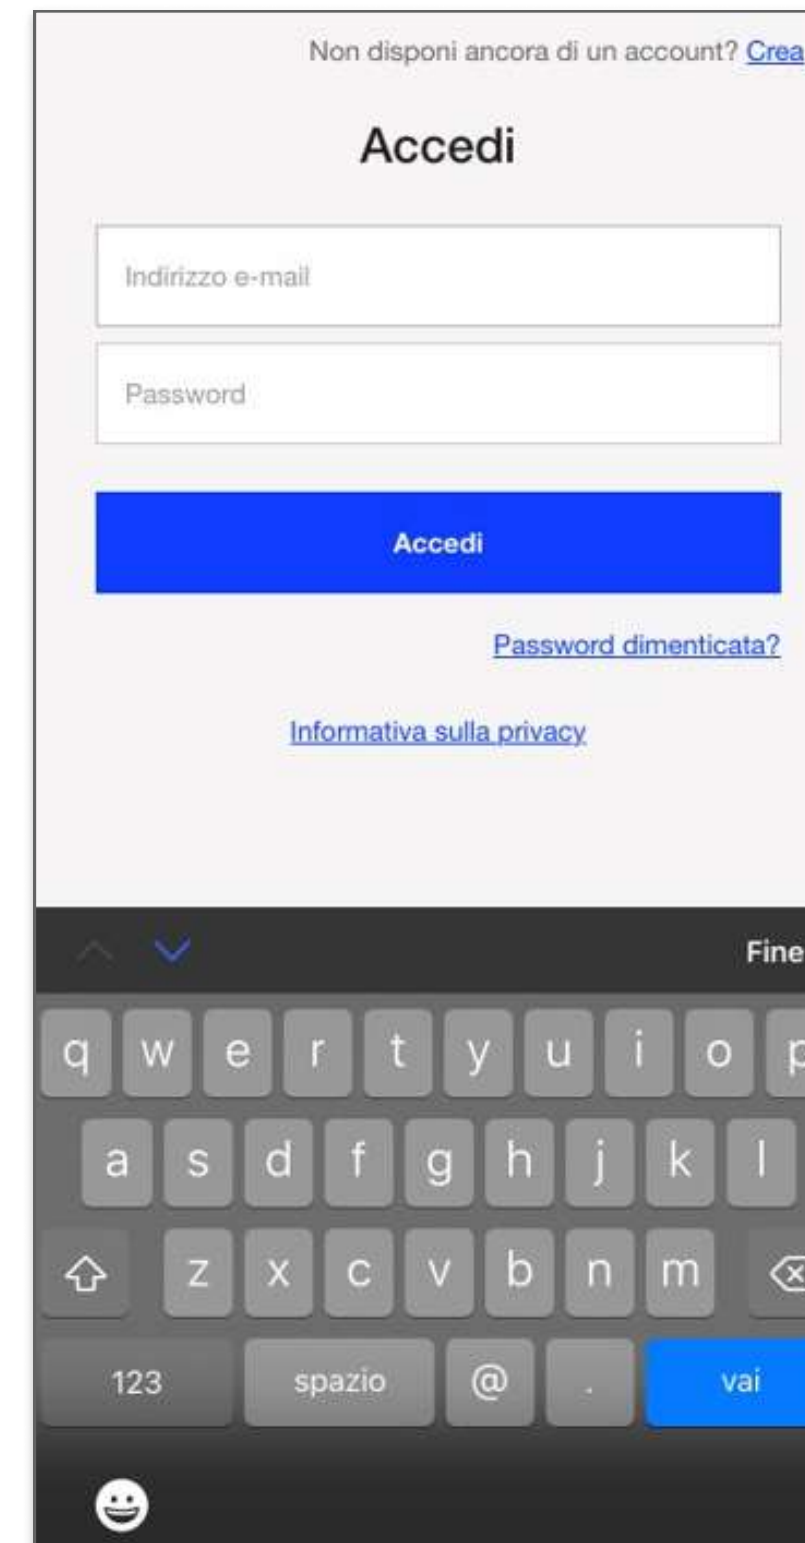 Non disponi ancora di un account? Crea
Accedi
Indirizzo e-mail
Password
Accedi
Password dimenticata?
Informativa sulla privacy
Fine
q w e r t y u i o p
a s d f g h j k l
z x c v b n m
123 spazio @ . vai